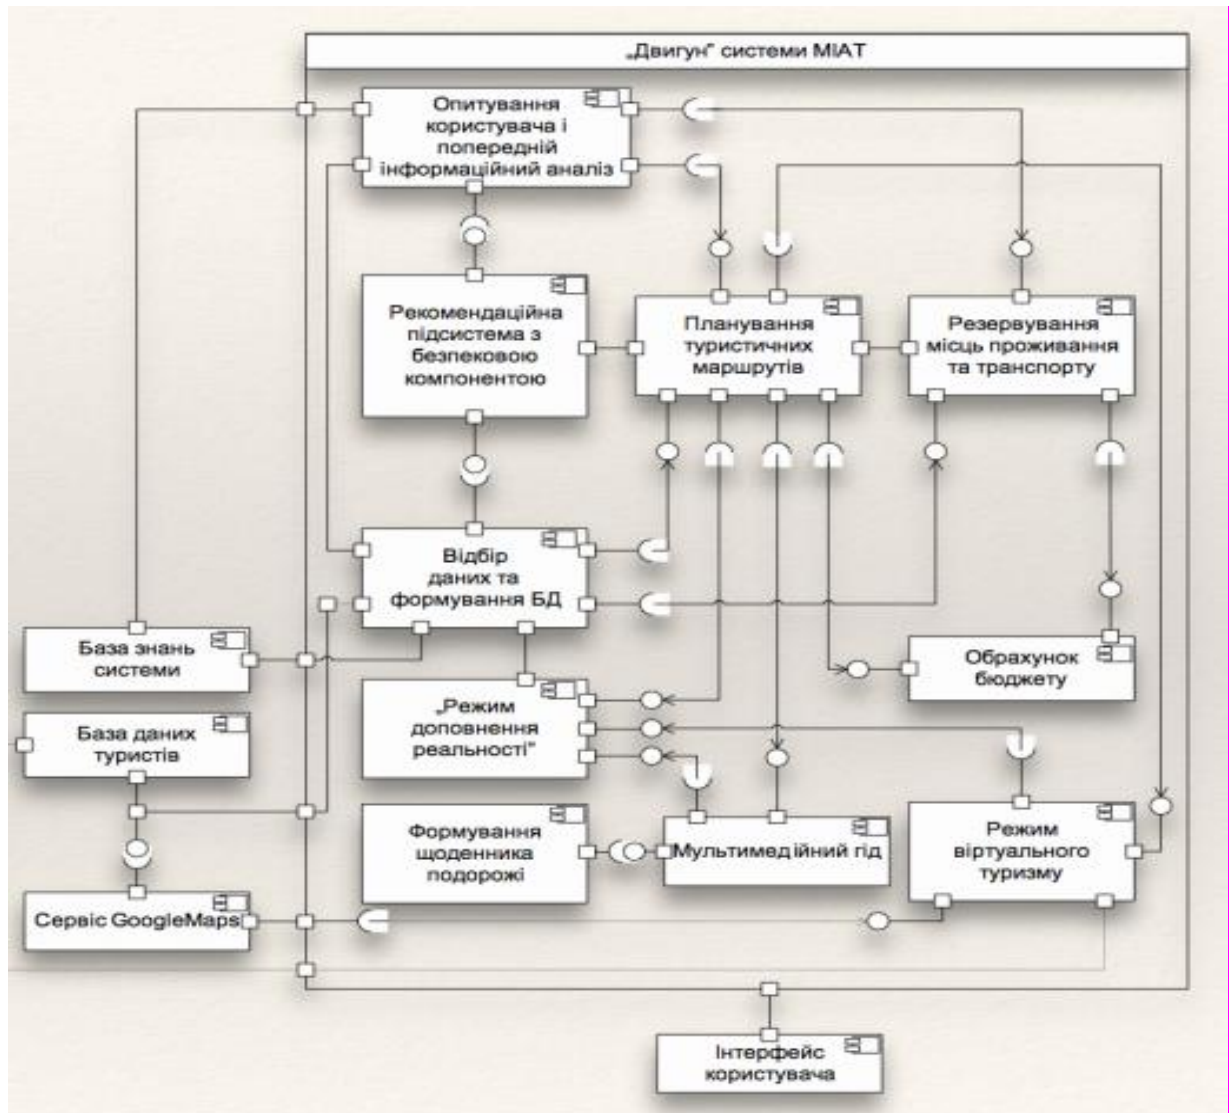 „Двигун” системи МІАТ
Опитування
користувача і
попередній
інформаційний аналіз
Рекомендаційна
підсистема з
безпековою
компонентою
Планування
туристичних
маршрутів
Резервування
місць проживання
та транспорту
Відбір
даних та
формування БД
База знань
системи
Обрахунок
бюджету
База даних
туристів
„Режим
доповнення
реальності”
Формування
щоденника
подорожі
Мультимедійний гід
Режим
віртуального
туризму
Сервіс GoogleMaps
Інтерфейс
користувача